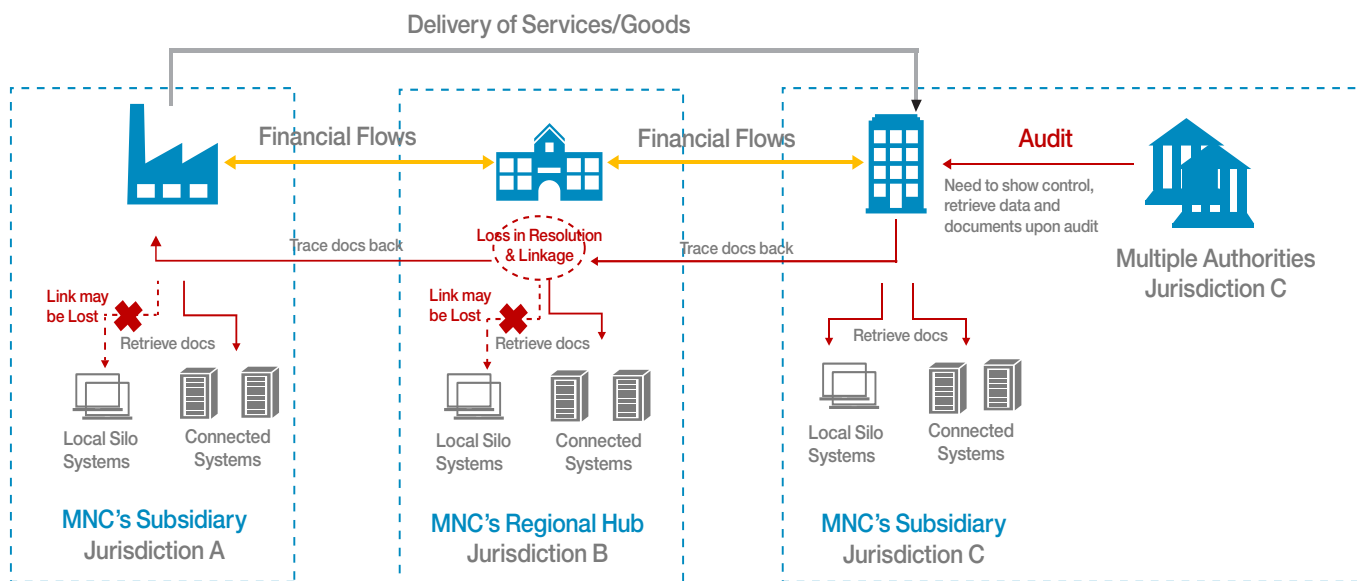 Delivery of Services/Goods
Financial Flows
Financial Flows
Audit
Need to show control,
retrieve data and
documents upon audit
Multiple Authorities
Jurisdiction C
Trace docs back
Loss in Resolution
& Linkage
Trace docs back
Link may
be Lost
Retrieve docs
Link may
be Lost
Retrieve docs
Retrieve docs
Local Silo
Systems
Connected
Systems
Local Silo
Systems
Connected
Systems
Local Silo
Systems
Connected
Systems
MNC's Subsidiary
Jurisdiction A
MNC's Regional Hub
Jurisdiction B
MNC's Subsidiary
Jurisdiction C